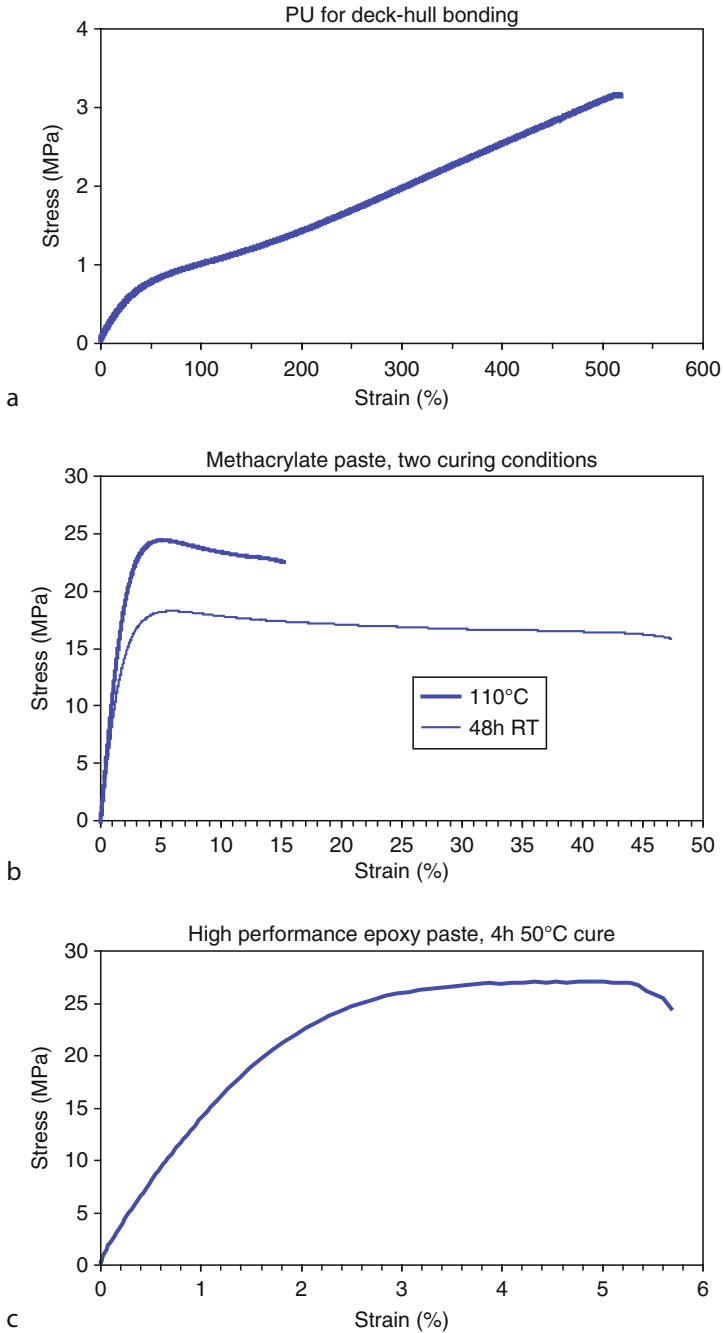 PU for deck-hull bonding
4
3
2
1
0
Stress (MPa)
0 100 200 300 400 500 600
Strain (%)
a
Methacrylate paste, two curing conditions
30
25
20
15
10
5
0
Stress (MPa)
110°C
48h RT
0 5 10 15 20 25 30 35 40 45 50
Strain (%)
b
High performance epoxy paste, 4h 50°C cure
30
25
20
15
10
5
0
Stress (MPa)
0 1 2 3 4 5 6
Strain (%)
c